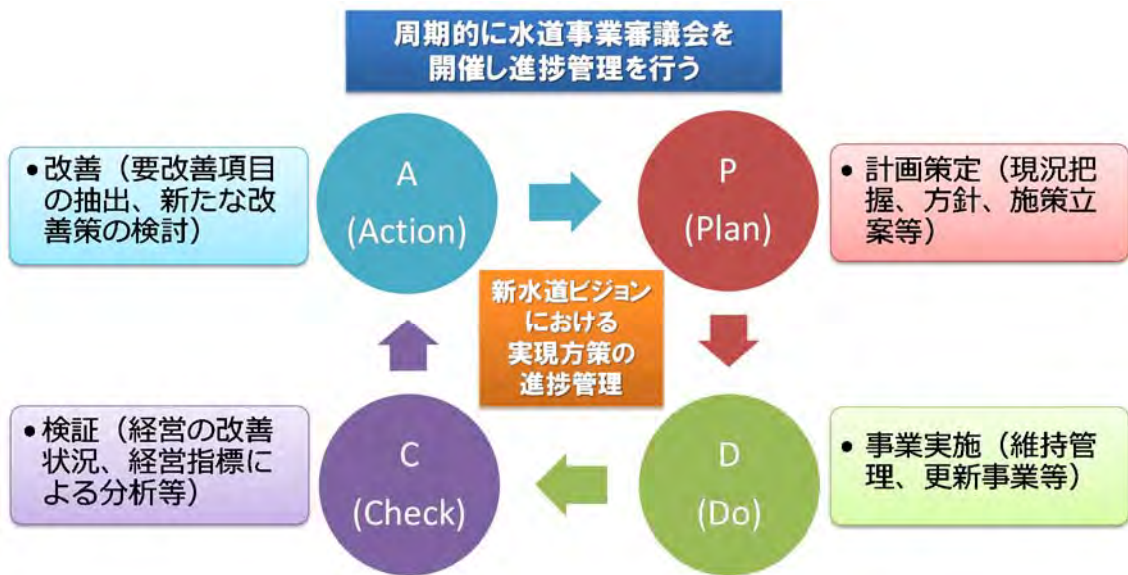 周期的に水道事業審議会を
開催し進捗管理を行う
• 改善（要改善項目
の抽出、新たな改
善策の検討）
A
(Action)
P
(Plan)
• 計画策定（現況把
握、方針、施策立
案等）
新水道ビジョン
における
実現方策の
進捗管理
• 検証（経営の改善
状況、経営指標に
よる分析等）
C
(Check)
D
(Do)
• 事業実施（維持管
理、更新事業等）